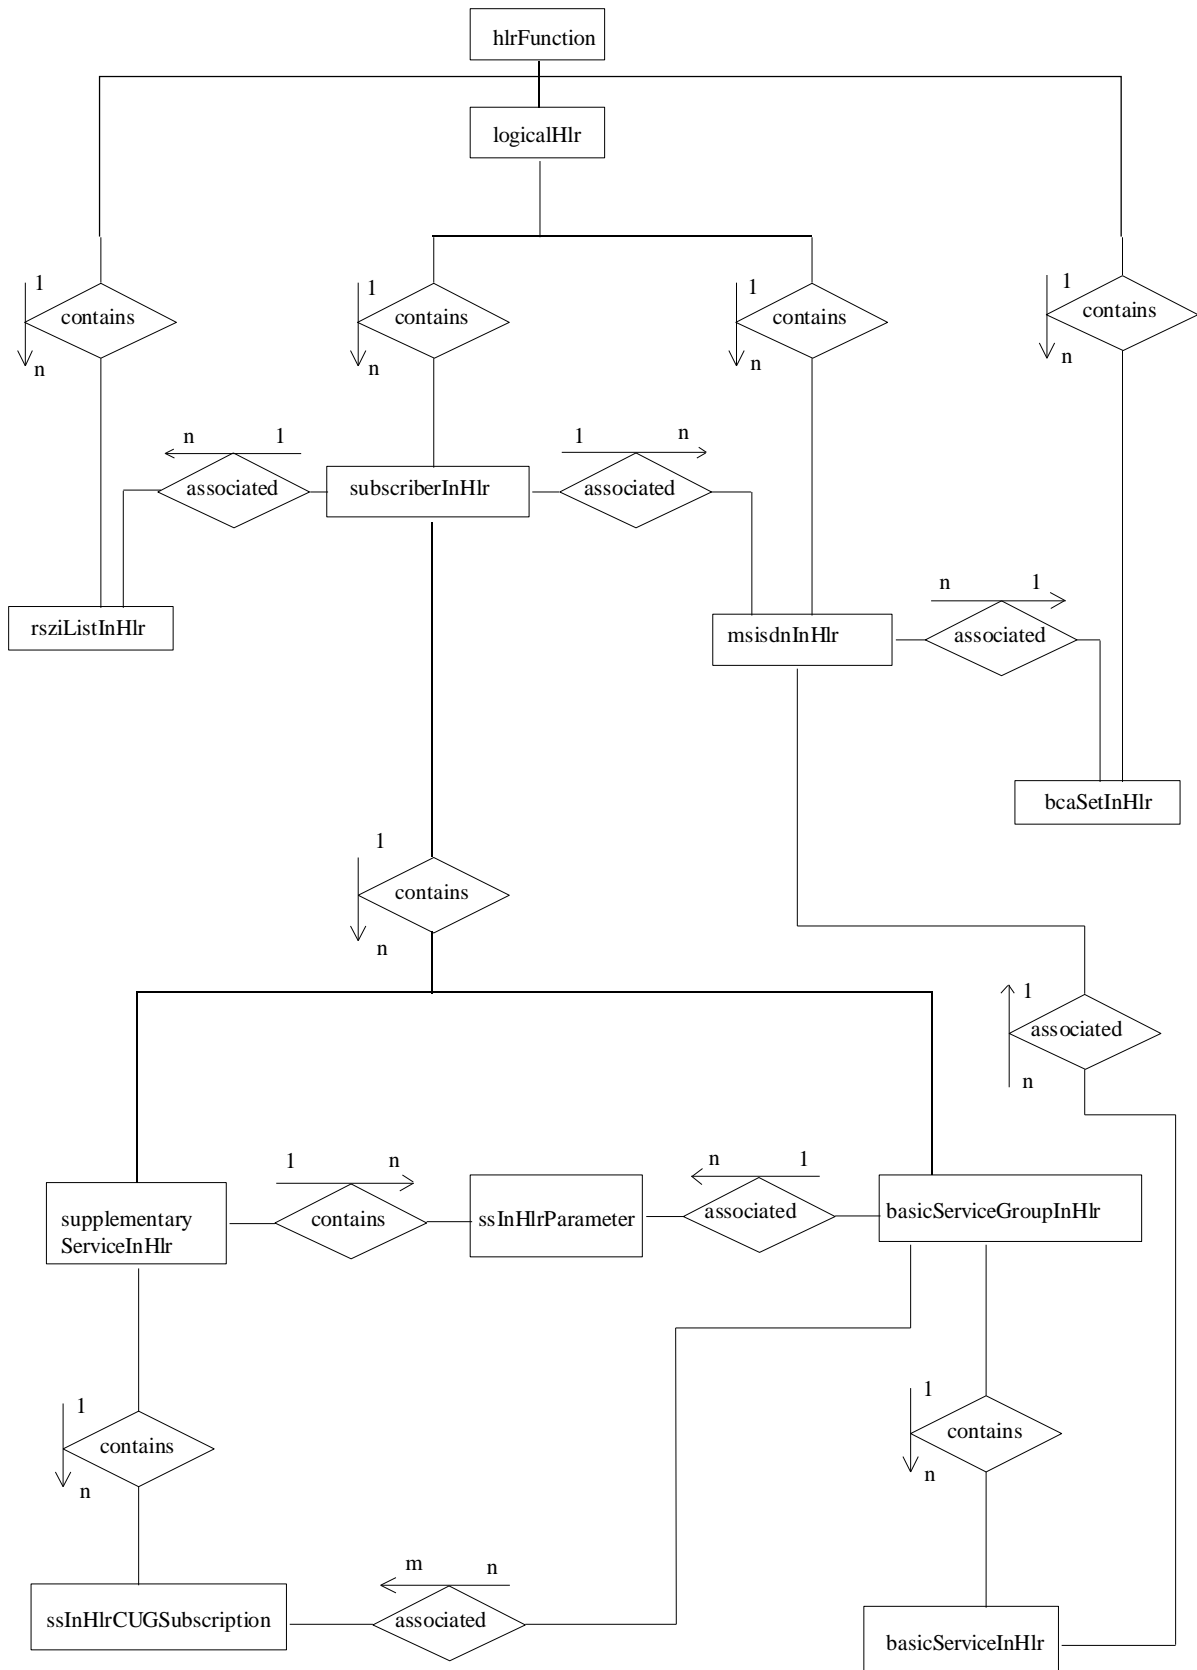 hlrFunction
logicalHlr
1
contains
n
1
contains
n
1
contains
n
1
contains
n
n
1
associated
subscriberInHlr
1
n
associated
rsziListInHlr
msisdnInHlr
n
1
associated
bcaSetInHlr
1
contains
n
1
associated
n
supplementary
ServiceInHlr
1
n
contains
ssInHlrParameter
n
1
associated
basicServiceGroupInHlr
1
contains
n
1
contains
n
ssInHlrCUGSubscription
m
n
associated
basicServiceInHlr